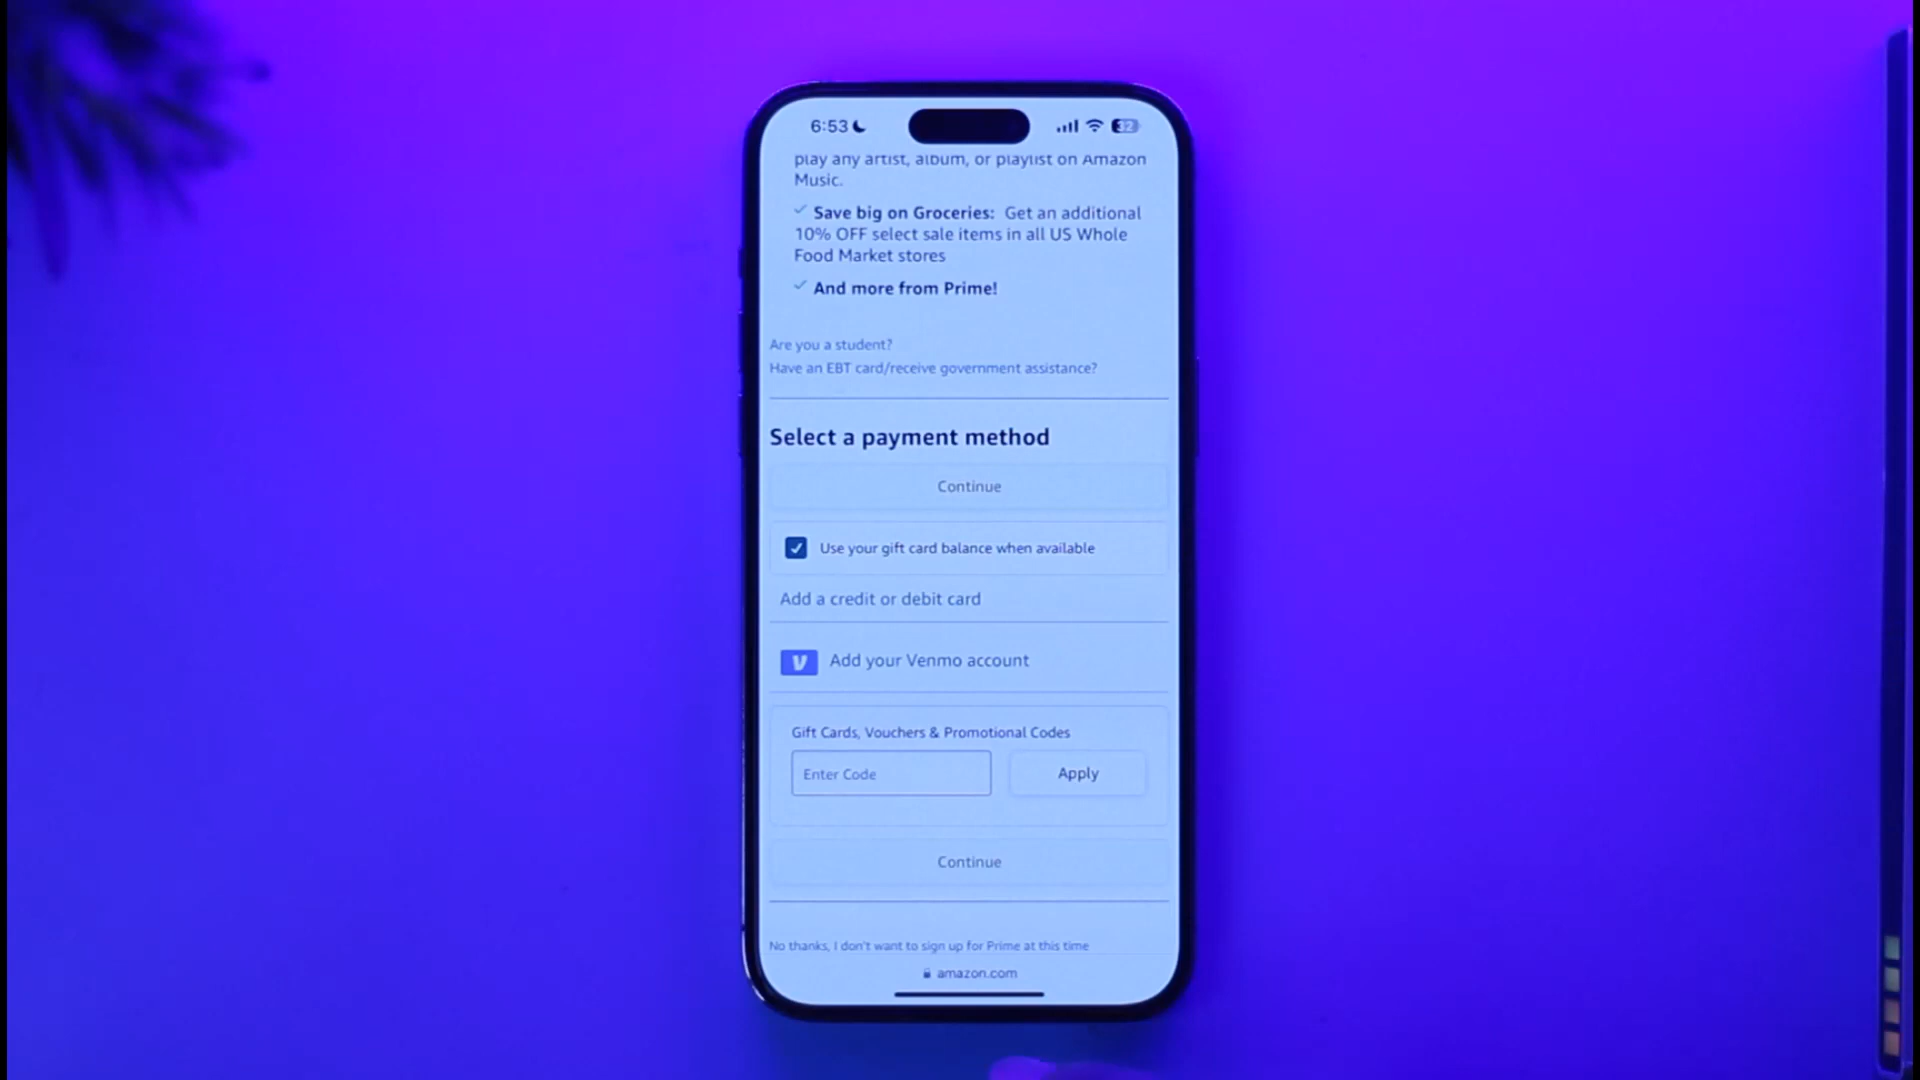 6:53
32
play any artist, album, or playlist on Amazon
Music.
Save big on Groceries: Get an additional
10% OFF select sale items in all US Whole
Food Market stores
And more from Prime!
Are you a student?
Have an EBT card/receive government assistance?
Select a payment method
Continue
Use your gift card balance when available
Add a credit or debit card
V Add your Venmo account
Gift Cards, Vouchers & Promotional Codes
Enter Code
Apply
Continue
No thanks, I don't want to sign up for Prime at this time
amazon.com